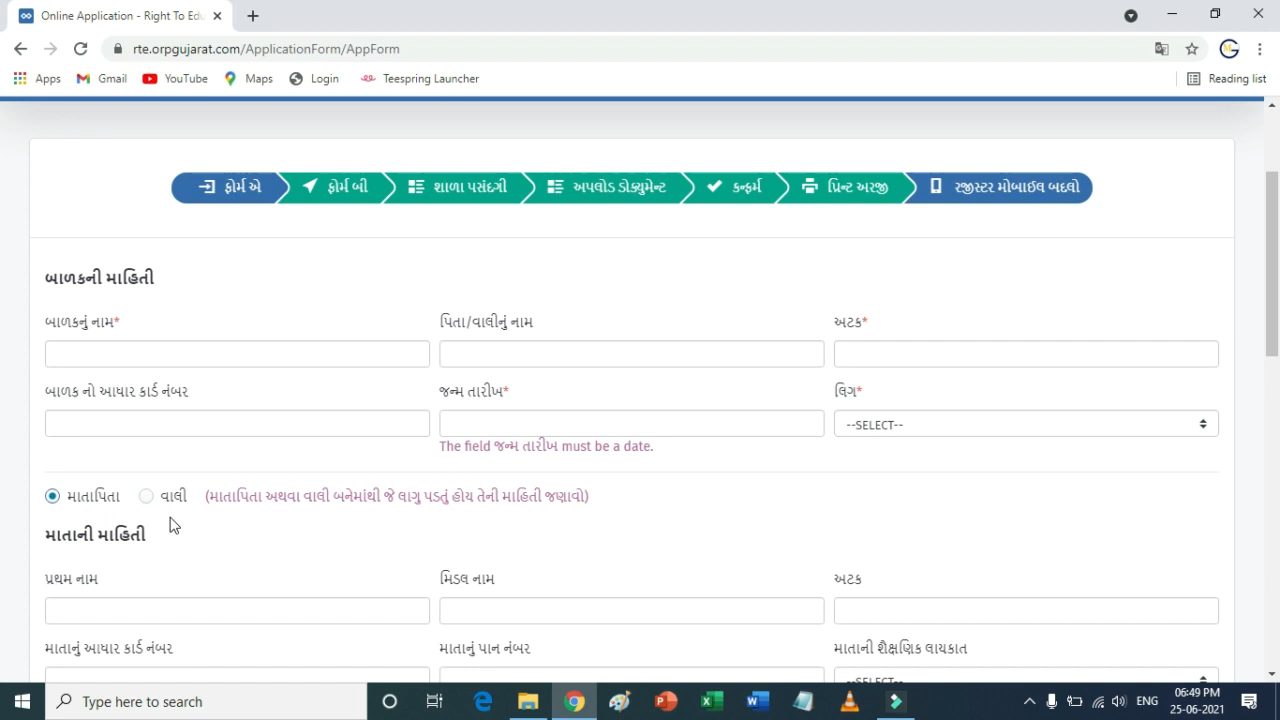 Online Application - Right To Edu
rte.orpgujarat.com/ApplicationForm/AppForm
Apps Gmail YouTube Maps Login Teespring Launcher Reading list
ફોર્મ એ ફોર્મ બી શાળા પસંદગી અપલોડ ડોક્યુમેન્ટ કન્ફર્મ પ્રિન્ટ અરજી રજીસ્ટર મોબાઈલ બદલો
બાળકની માહિતી
બાળકનું નામ* પિતા/વાલીનું નામ અટક*
બાળક નો આધાર કાર્ડ નંબર જન્મ તારીખ* લિગ*
--SELECT--
The field જન્મ તારીખ must be a date.
માતાપિતા વાલી (માતાપિતા અથવા વાલી બનેમાંથી જે લાગુ પડતું હોય તેની માહિતી જણાવો)
માતાની માહિતી
પ્રથમ નામ મિડલ નામ અટક
માતાનું આધાર કાર્ડ નંબર માતાનું પાન નંબર માતાની શૈક્ષણિક લાયકાત
--SELECT--
Type here to search ENG 06:49 PM
25-06-2021